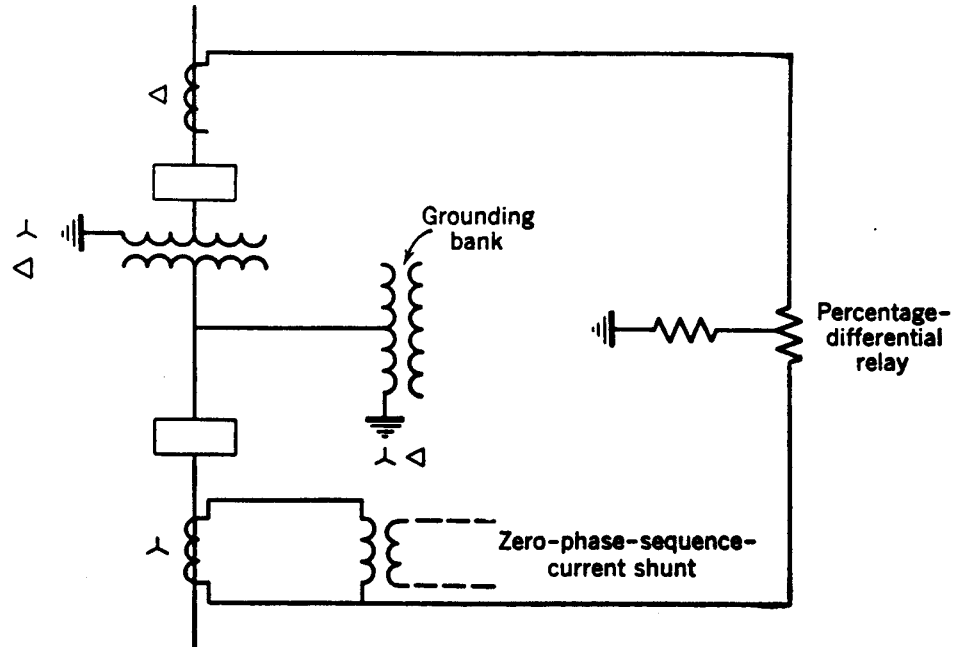 Grounding
bank
Percentage-
differential
relay
Zero-phase-sequence-
current shunt